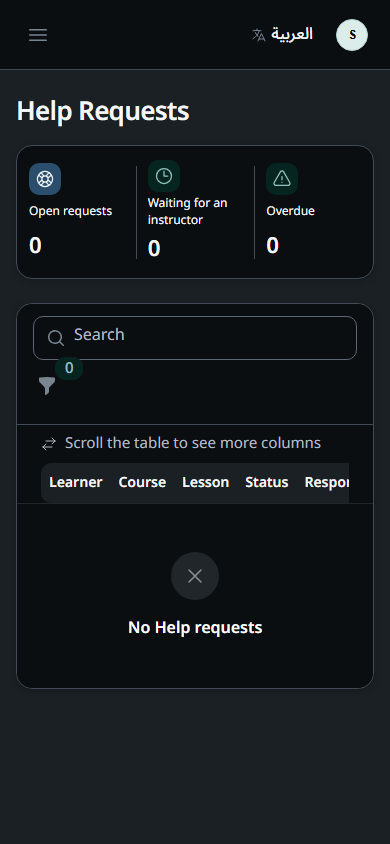 العربية
S
Help Requests
Open requests
0
Waiting for an
instructor
0
Overdue
0
Search
0
Scroll the table to see more columns
Learner Course Lesson Status Respon
No Help requests